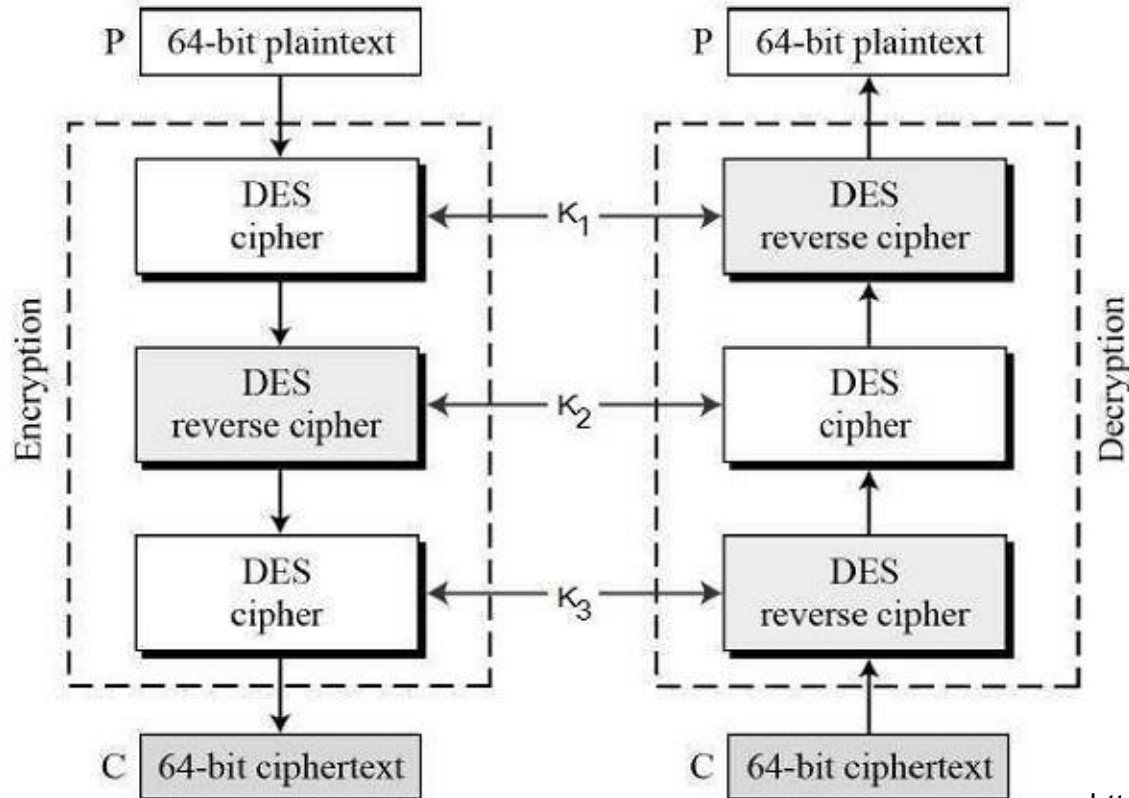 P 64-bit plaintext
P 64-bit plaintext
Encryption
DES
cipher
K1
DES
reverse cipher
DES
reverse cipher
K2
DES
cipher
DES
cipher
K3
DES
reverse cipher
Decryption
C 64-bit ciphertext
C 64-bit ciphertext